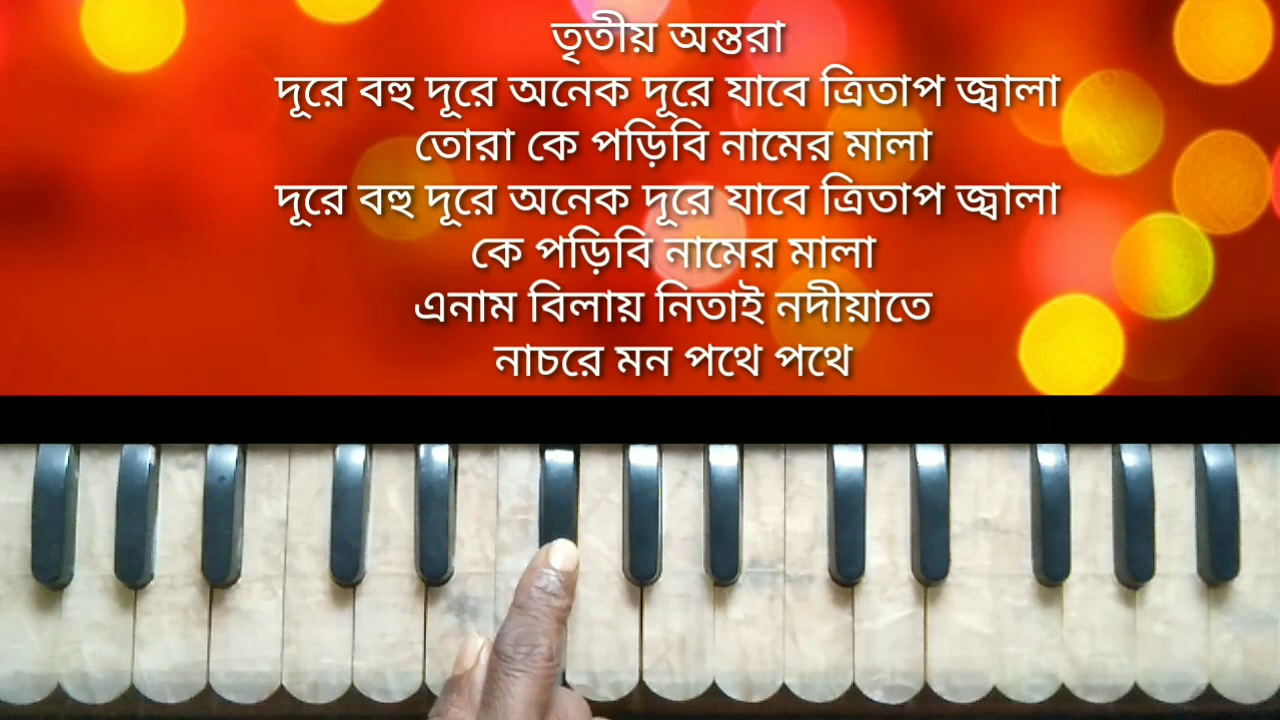 তৃতীয় অন্তরা
দূরে বহু দূরে অনেক দূরে যাবে ত্রিতাপ জ্বালা
তোরা কে পড়িবি নামের মালা
দূরে বহু দূরে অনেক দূরে যাবে ত্রিতাপ জ্বালা
কে পড়িবি নামের মালা
এনাম বিলায় নিতাই নদীয়াতে
নাচরে মন পথে পথে